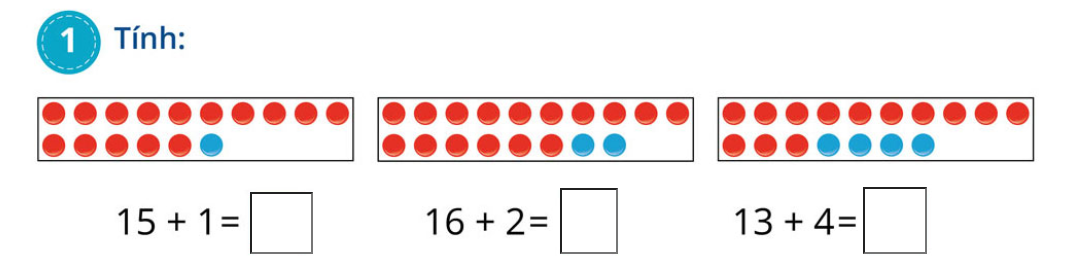 1 Tính:
15 + 1 =
16 + 2 =
13 + 4 =